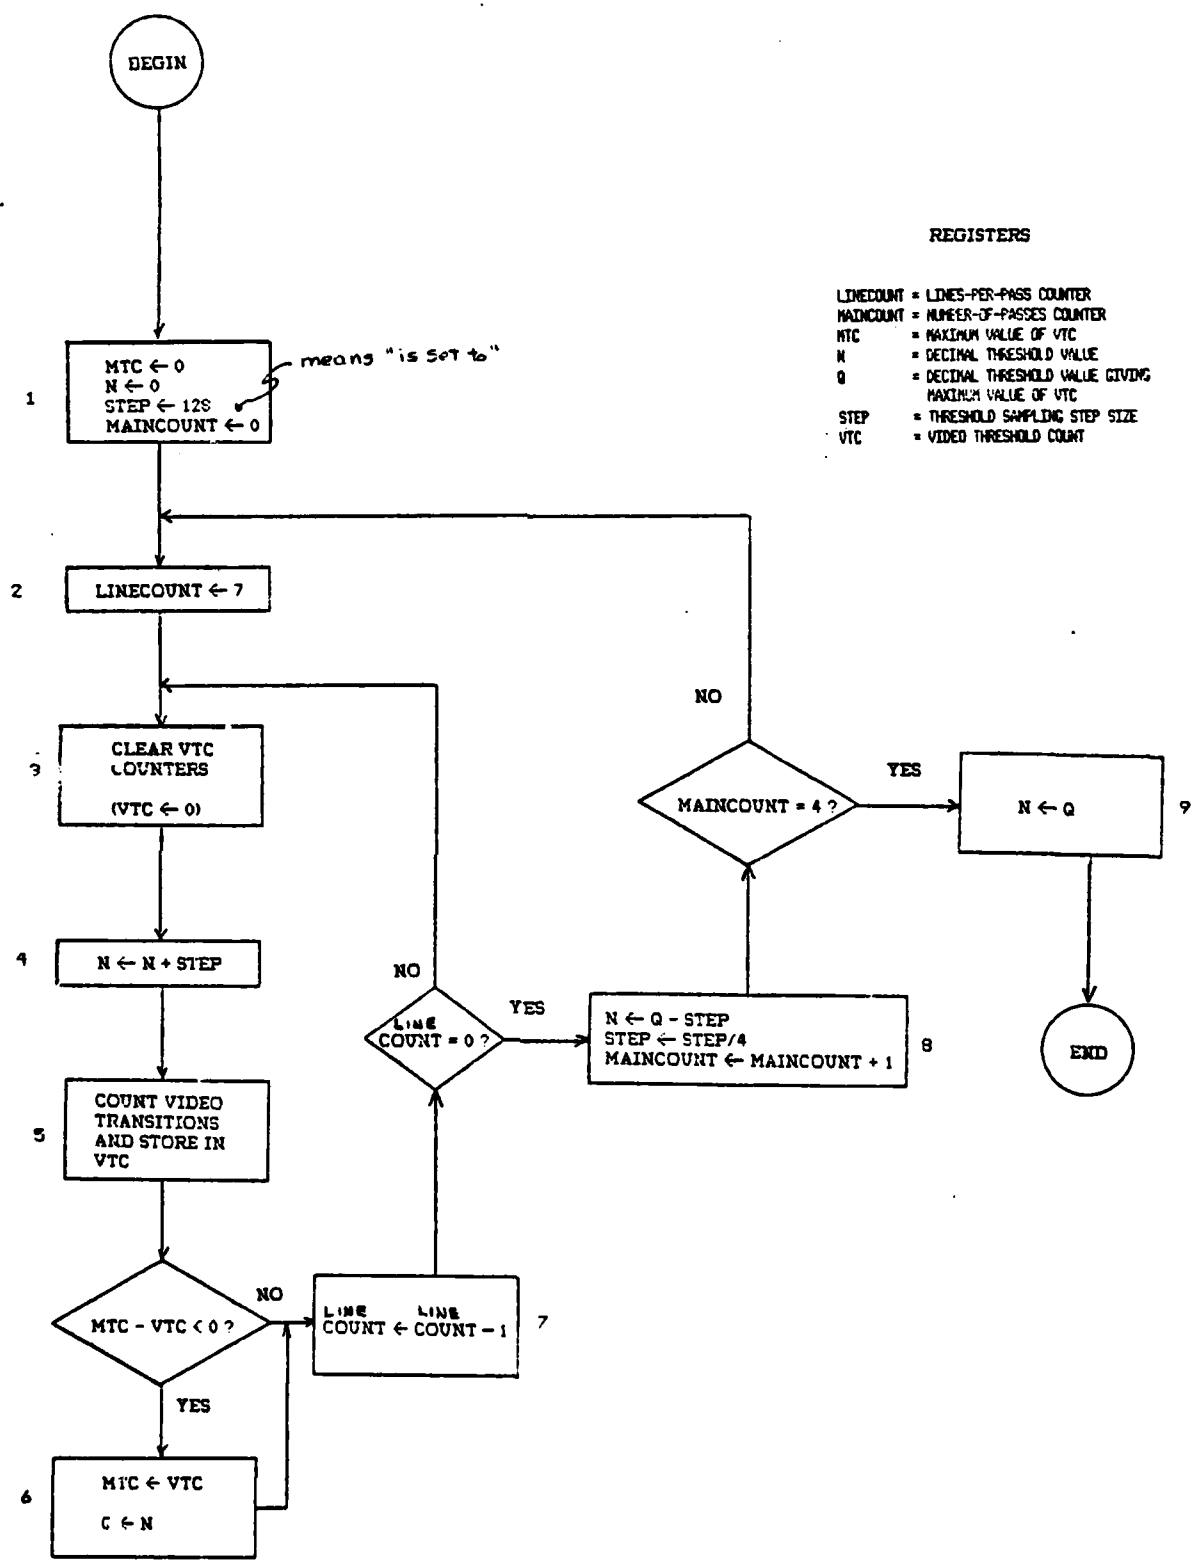 BEGIN
REGISTERS
LINECOUNT = LINES-PER-PASS COUNTER
MAINCOUNT = NUMBER-OF-PASSES COUNTER
MTC = MAXIMUM VALUE OF VTC
N = DECIMAL THRESHOLD VALUE
Q = DECIMAL THRESHOLD VALUE GIVING
MAXIMUM VALUE OF VTC
STEP = THRESHOLD SAMPLING STEP SIZE
VTC = VIDEO THRESHOLD COUNT
1
MTC ← 0
N ← 0
STEP ← 128
MAINCOUNT ← 0
means "is set to"
2
LINECOUNT ← 7
3
CLEAR VTC
COUNTERS
(VTC ← 0)
4
N ← N + STEP
5
COUNT VIDEO
TRANSITIONS
AND STORE IN
VTC
MTC - VTC < 0 ?
NO
YES
6
MTC ← VTC
Q ← N
LINE LINE
COUNT ← COUNT - 1
7
LINE
COUNT = 0 ?
NO
YES
N ← Q - STEP
STEP ← STEP/4
MAINCOUNT ← MAINCOUNT + 1
8
MAINCOUNT = 4 ?
NO
YES
N ← Q
9
END